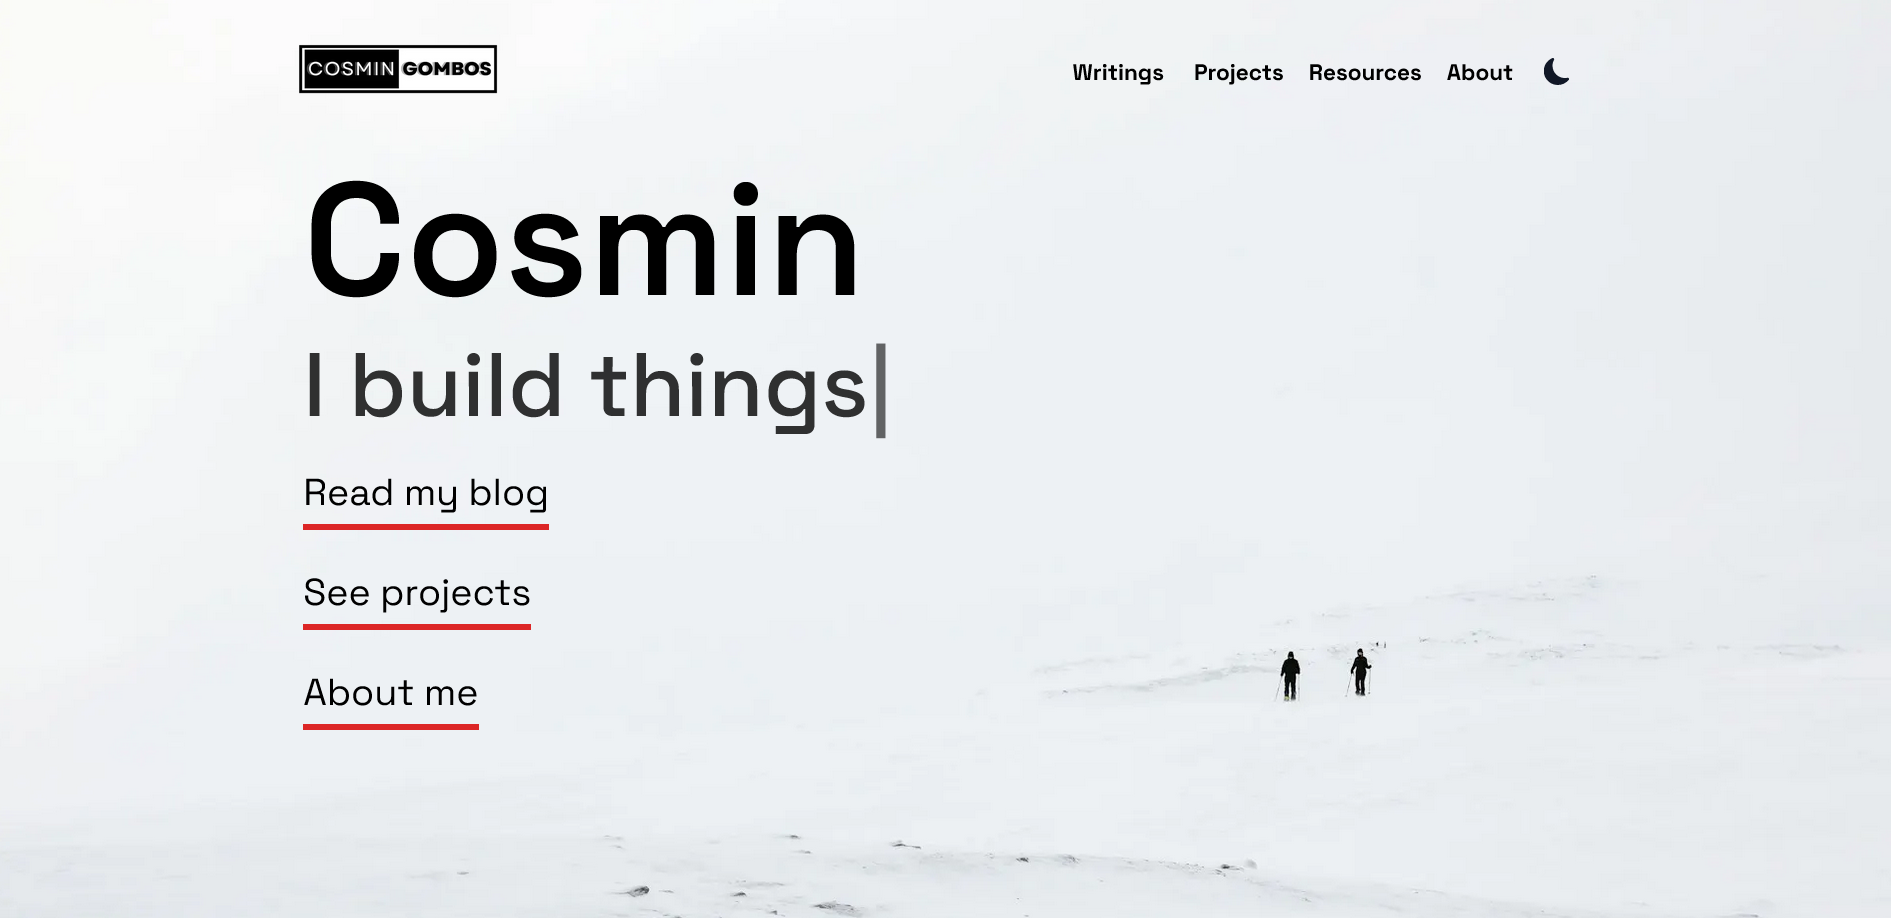 COSMIN GOMBOS
Writings Projects Resources About
Cosmin
I build things|
Read my blog
See projects
About me